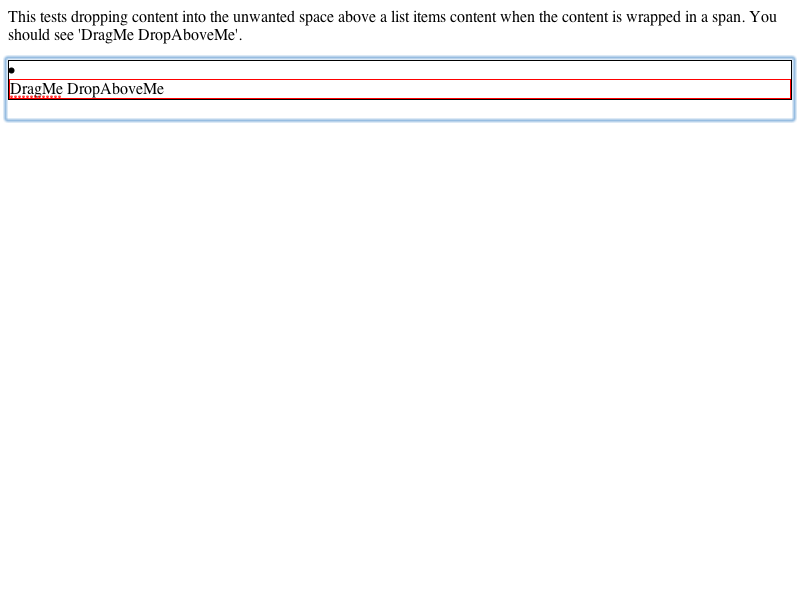 This tests dropping content into the unwanted space above a list items content when the content is wrapped in a span. You
should see 'DragMe DropAboveMe'.
•
DragMe DropAboveMe